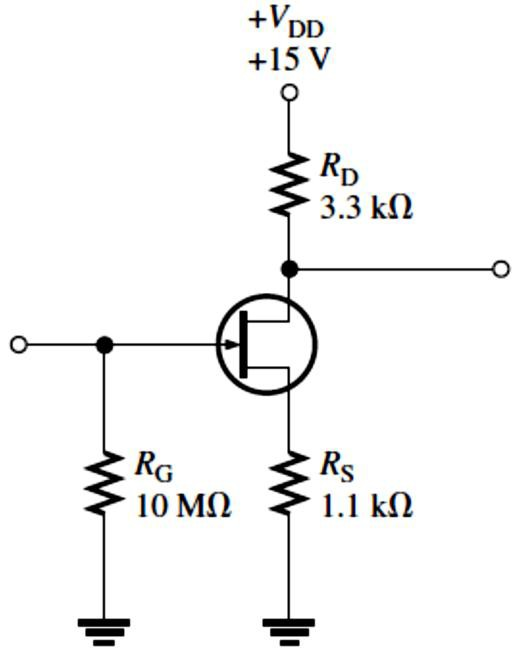 +VDD
+15 V
RD
3.3 kΩ
RG
10 MΩ
RS
1.1 kΩ